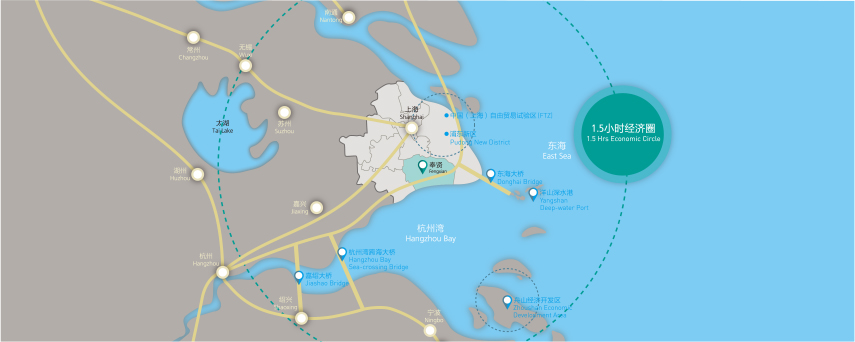 南通
Nantong
常州
Changzhou
无锡
Wuxi
上海
Shanghai
中国（上海）自由贸易试验区 (FTZ)
浦东新区
Pudong New District
1.5小时经济圈
1.5 Hrs Economic Circle
太湖
Tai Lake
苏州
Suzhou
东海
East Sea
奉贤
Fengxian
湖州
Huzhou
东海大桥
Donghai Bridge
洋山深水港
Yangshan
Deep-water Port
嘉兴
Jiaxing
杭州湾
Hangzhou Bay
杭州
Hangzhou
杭州湾跨海大桥
Hangzhou Bay
Sea-crossing Bridge
嘉绍大桥
Jiashao Bridge
绍兴
Shaoxing
舟山经济开发区
Zhoushan Economic
Development Area
宁波
Ningbo